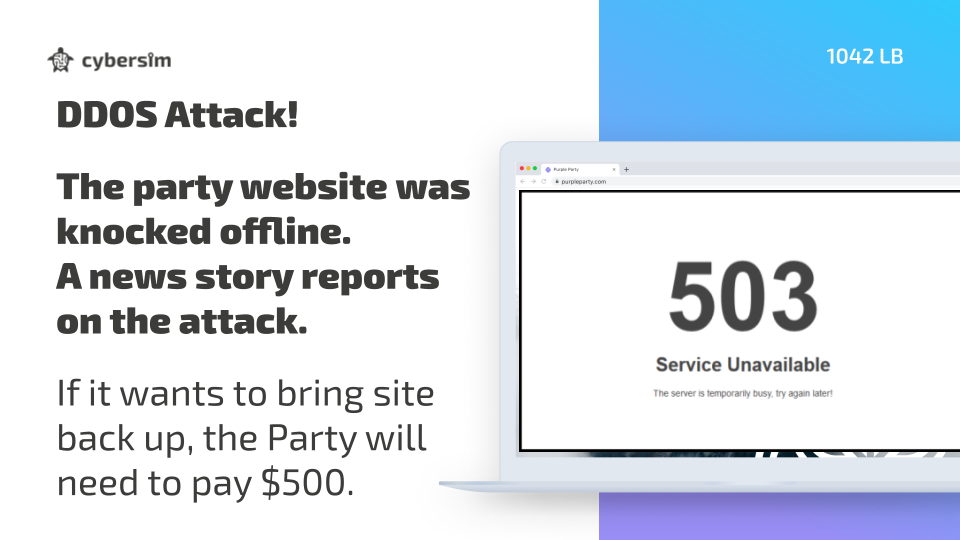 cybersim
1042 LB
DDOS Attack!
The party website was
knocked offline.
A news story reports
on the attack.
If it wants to bring site
back up, the Party will
need to pay $500.
Purple Party
purpleparty.com
503
Service Unavailable
The server is temporarily busy, try again later!